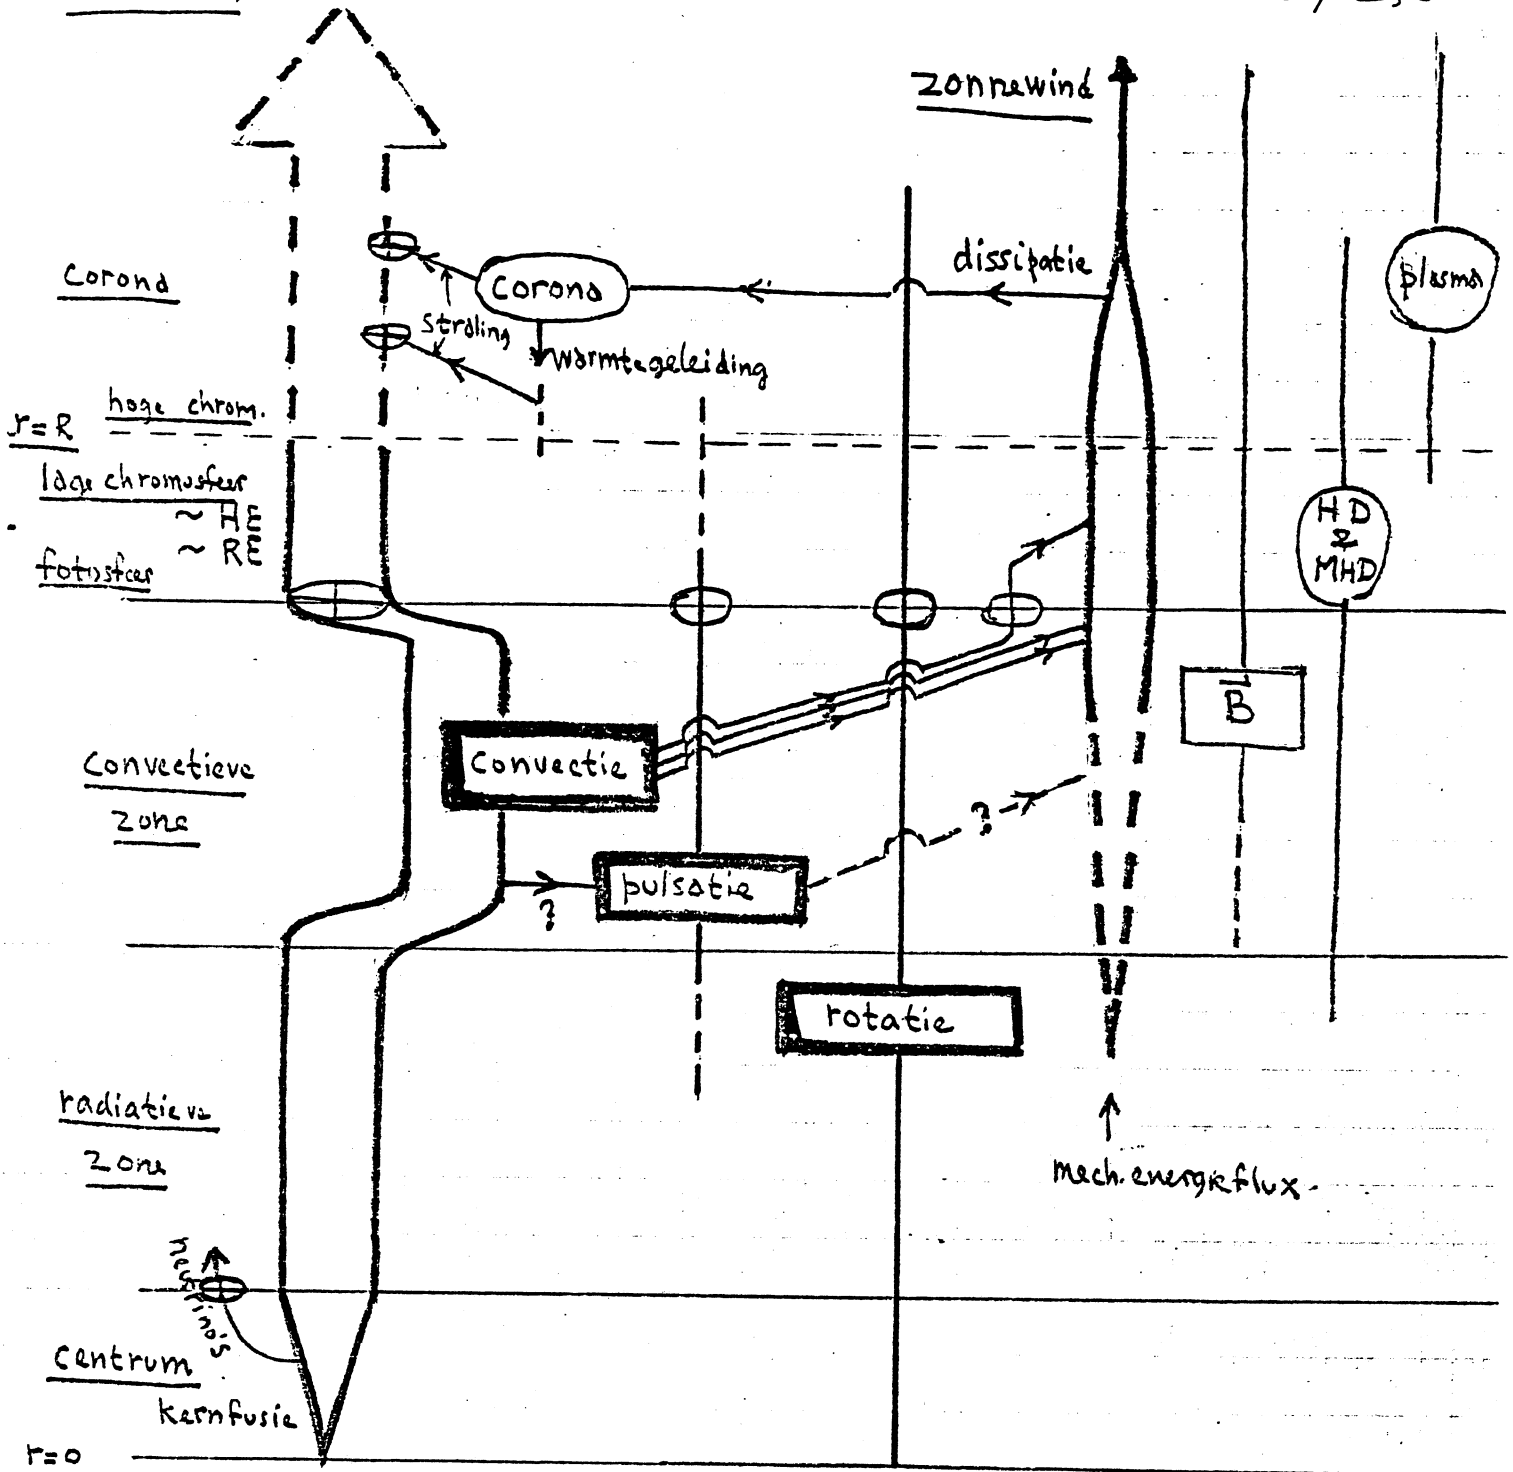 zonnewind
dissipatie
plasma
corona
corona
straling
warmtegeleiding
hoge chrom.
r=R
lage chromosfeer
~ HE
~ RE
fotosfeer
HD
&
MHD
B
convectie
convectieve
zone
?
pulsatie
?
rotatie
radiatieve
zone
mech. energieflux
neutrino's
centrum
kernfusie
r=0